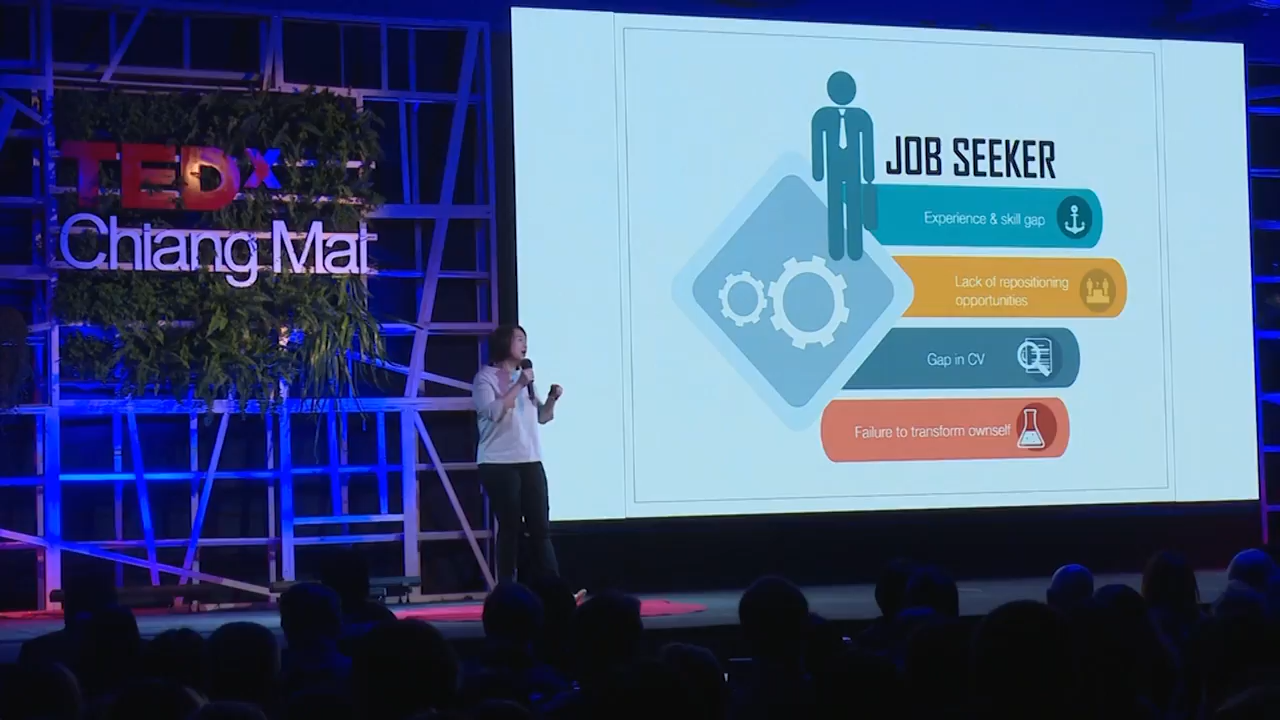 TEDx
Chiang Mai
JOB SEEKER
Experience & skill gap
Lack of repositioning
opportunities
Gap in CV
Failure to transform ownself